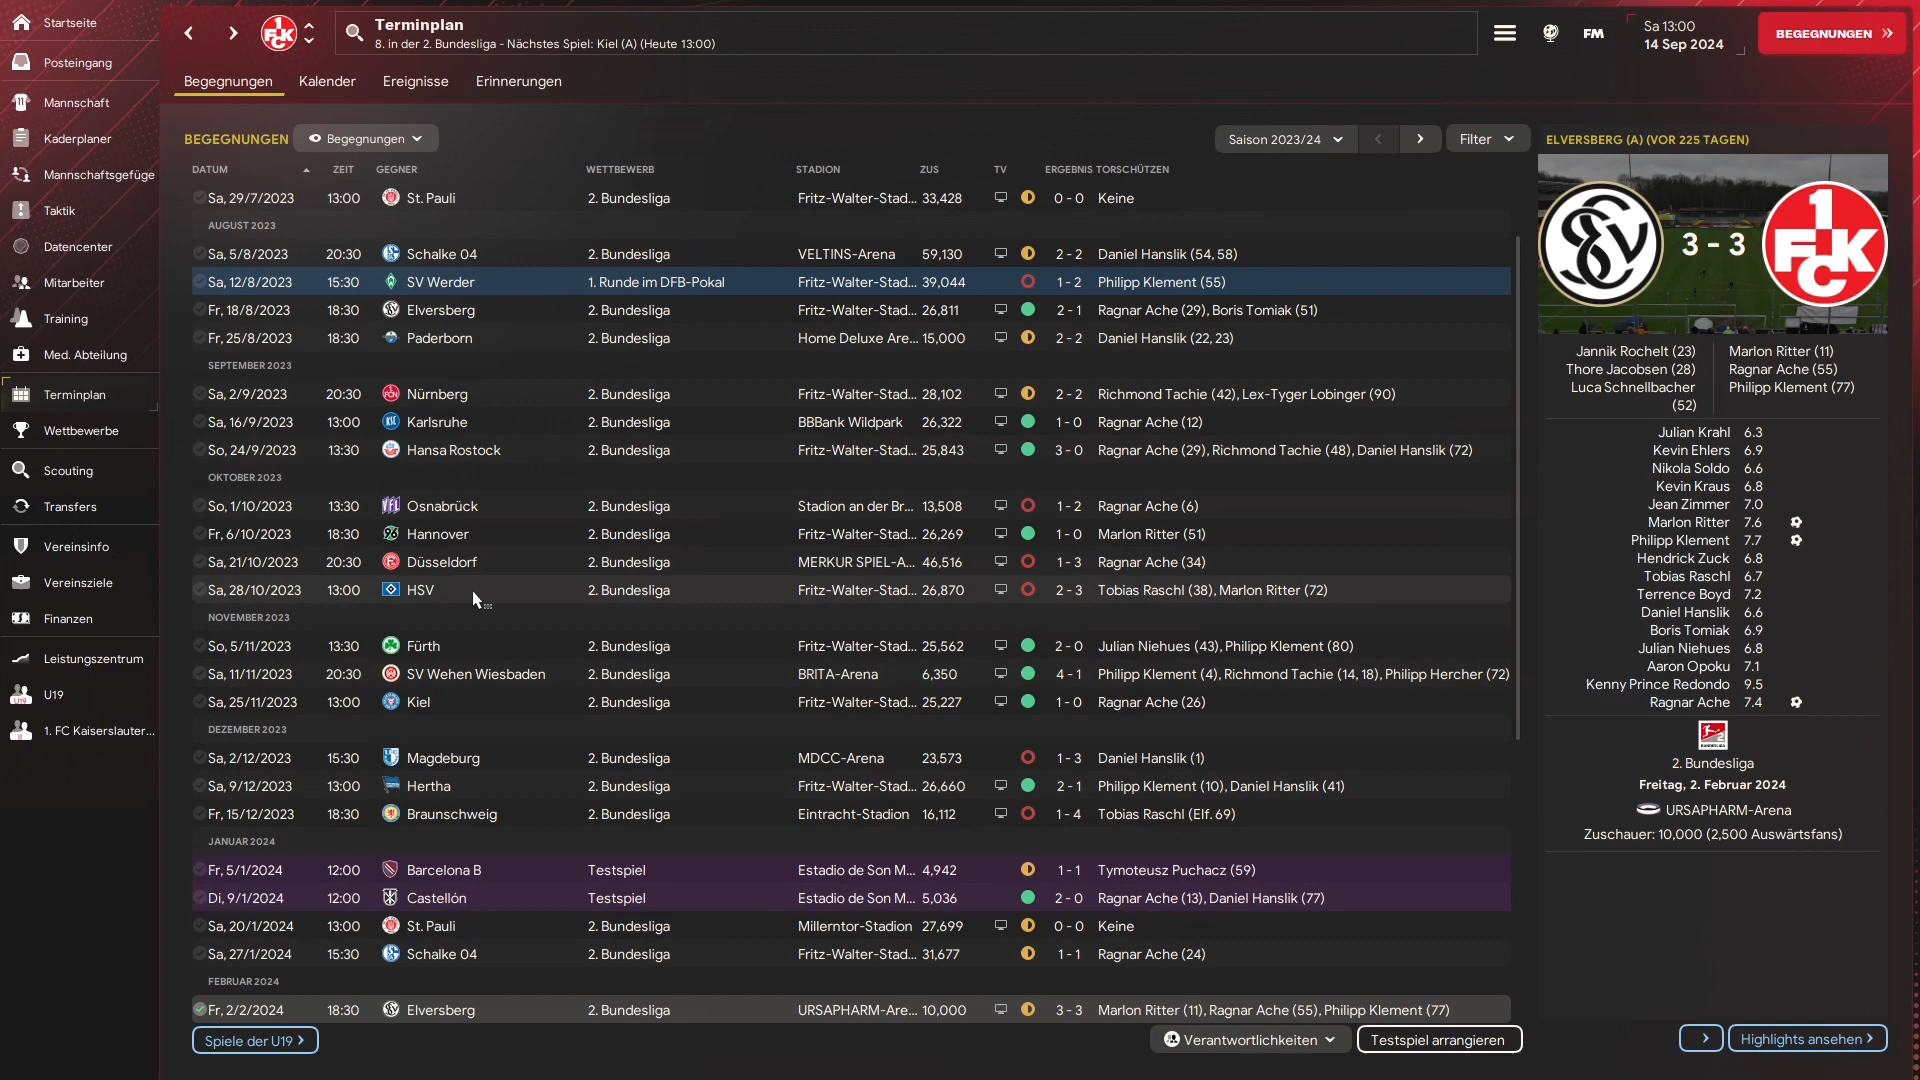 Startseite
Posteingang
Mannschaft
Kaderplaner
Mannschaftsgefüge
Taktik
Datencenter
Mitarbeiter
Training
Med. Abteilung
Terminplan
Wettbewerbe
Scouting
Transfers
Vereinsinfo
Vereinsziele
Finanzen
Leistungszentrum
U19
1. FC Kaiserslauter...
Terminplan
8. in der 2. Bundesliga - Nächstes Spiel: Kiel (A) (Heute 13:00)
FM
Sa 13:00
14 Sep 2024
BEGEGNUNGEN
Begegnungen Kalender Ereignisse Erinnerungen
BEGEGNUNGEN Begegnungen Saison 2023/24 Filter
DATUM ZEIT GEGNER WETTBEWERB STADION ZUS TV ERGEBNIS TORSCHÜTZEN
Sa, 29/7/2023 13:00 St. Pauli 2. Bundesliga Fritz-Walter-Stad... 33,428 0 - 0 Keine
AUGUST 2023
Sa, 5/8/2023 20:30 Schalke 04 2. Bundesliga VELTINS-Arena 59,130 2 - 2 Daniel Hanslik (54, 58)
Sa, 12/8/2023 15:30 SV Werder 1. Runde im DFB-Pokal Fritz-Walter-Stad... 39,044 1 - 2 Philipp Klement (55)
Fr, 18/8/2023 18:30 Elversberg 2. Bundesliga Fritz-Walter-Stad... 26,811 2 - 1 Ragnar Ache (29), Boris Tomiak (51)
Fr, 25/8/2023 18:30 Paderborn 2. Bundesliga Home Deluxe Are... 15,000 2 - 2 Daniel Hanslik (22, 23)
SEPTEMBER 2023
Sa, 2/9/2023 20:30 Nürnberg 2. Bundesliga Fritz-Walter-Stad... 28,102 2 - 2 Richmond Tachie (42), Lex-Tyger Lobinger (90)
Sa, 16/9/2023 13:00 Karlsruhe 2. Bundesliga BBBank Wildpark 26,322 1 - 0 Ragnar Ache (12)
So, 24/9/2023 13:30 Hansa Rostock 2. Bundesliga Fritz-Walter-Stad... 25,843 3 - 0 Ragnar Ache (29), Richmond Tachie (48), Daniel Hanslik (72)
OKTOBER 2023
So, 1/10/2023 13:30 Osnabrück 2. Bundesliga Stadion an der Br... 13,508 1 - 2 Ragnar Ache (6)
Fr, 6/10/2023 18:30 Hannover 2. Bundesliga Fritz-Walter-Stad... 26,269 1 - 0 Marlon Ritter (51)
Sa, 21/10/2023 20:30 Düsseldorf 2. Bundesliga MERKUR SPIEL-A... 46,516 1 - 3 Ragnar Ache (34)
Sa, 28/10/2023 13:00 HSV 2. Bundesliga Fritz-Walter-Stad... 26,870 2 - 3 Tobias Raschl (38), Marlon Ritter (72)
NOVEMBER 2023
So, 5/11/2023 13:30 Fürth 2. Bundesliga Fritz-Walter-Stad... 25,562 2 - 0 Julian Niehues (43), Philipp Klement (80)
Sa, 11/11/2023 20:30 SV Wehen Wiesbaden 2. Bundesliga BRITA-Arena 6,350 4 - 1 Philipp Klement (4), Richmond Tachie (14, 18), Philipp Hercher (72)
Sa, 25/11/2023 13:00 Kiel 2. Bundesliga Fritz-Walter-Stad... 25,227 1 - 0 Ragnar Ache (26)
DEZEMBER 2023
Sa, 2/12/2023 15:30 Magdeburg 2. Bundesliga MDCC-Arena 23,573 1 - 3 Daniel Hanslik (1)
Sa, 9/12/2023 13:00 Hertha 2. Bundesliga Fritz-Walter-Stad... 26,660 2 - 1 Philipp Klement (10), Daniel Hanslik (41)
Fr, 15/12/2023 18:30 Braunschweig 2. Bundesliga Eintracht-Stadion 16,112 1 - 4 Tobias Raschl (Elf. 69)
JANUAR 2024
Fr, 5/1/2024 12:00 Barcelona B Testspiel Estadio de Son M... 4,942 1 - 1 Tymoteusz Puchacz (59)
Di, 9/1/2024 12:00 Castellón Testspiel Estadio de Son M... 5,036 2 - 0 Ragnar Ache (13), Daniel Hanslik (77)
Sa, 20/1/2024 13:00 St. Pauli 2. Bundesliga Millerntor-Stadion 27,699 0 - 0 Keine
Sa, 27/1/2024 15:30 Schalke 04 2. Bundesliga Fritz-Walter-Stad... 31,677 1 - 1 Ragnar Ache (24)
FEBRUAR 2024
Fr, 2/2/2024 18:30 Elversberg 2. Bundesliga URSAPHARM-Are... 10,000 3 - 3 Marlon Ritter (11), Ragnar Ache (55), Philipp Klement (77)
Spiele der U19 Verantwortlichkeiten Testspiel arrangieren
ELVERSBERG (A) (VOR 225 TAGEN)
3 - 3
1
FCK
Jannik Rochelt (23) Marlon Ritter (11)
Thore Jacobsen (28) Ragnar Ache (55)
Luca Schnellbacher Philipp Klement (77)
(52)
Julian Krahl 6.3
Kevin Ehlers 6.9
Nikola Soldo 6.6
Kevin Kraus 6.8
Jean Zimmer 7.0
Marlon Ritter 7.6
Philipp Klement 7.7
Hendrick Zuck 6.8
Tobias Raschl 6.7
Terrence Boyd 7.2
Daniel Hanslik 6.6
Boris Tomiak 6.9
Julian Niehues 6.8
Aaron Opoku 7.1
Kenny Prince Redondo 9.5
Ragnar Ache 7.4
2. Bundesliga
Freitag, 2. Februar 2024
URSAPHARM-Arena
Zuschauer: 10,000 (2,500 Auswärtsfans)
Highlights ansehen